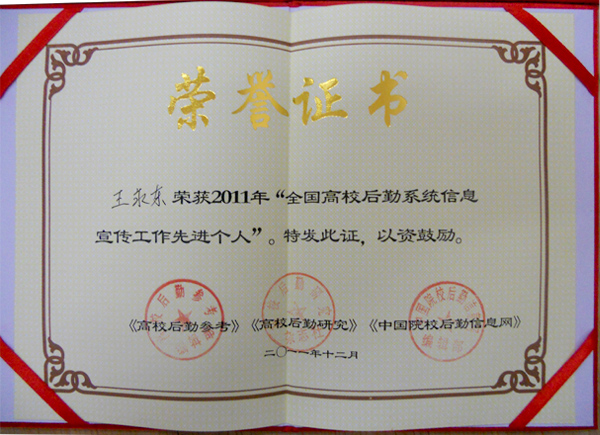 荣誉证书
王永东 荣获2011年“全国高校后勤系统信息
宣传工作先进个人”。特发此证，以资鼓励。
《高校后勤参考》《高校后勤研究》《中国院校后勤信息网》
二〇一一年十二月